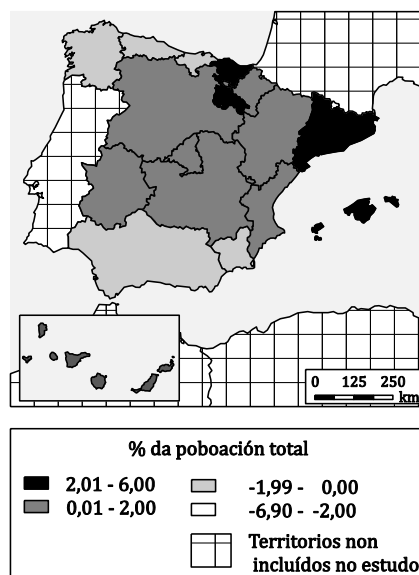 0 125 250
km
% da poboación total
2,01 - 6,00
0,01 - 2,00
-1,99 - 0,00
-6,90 - -2,00
Territorios non
incluídos no estudo